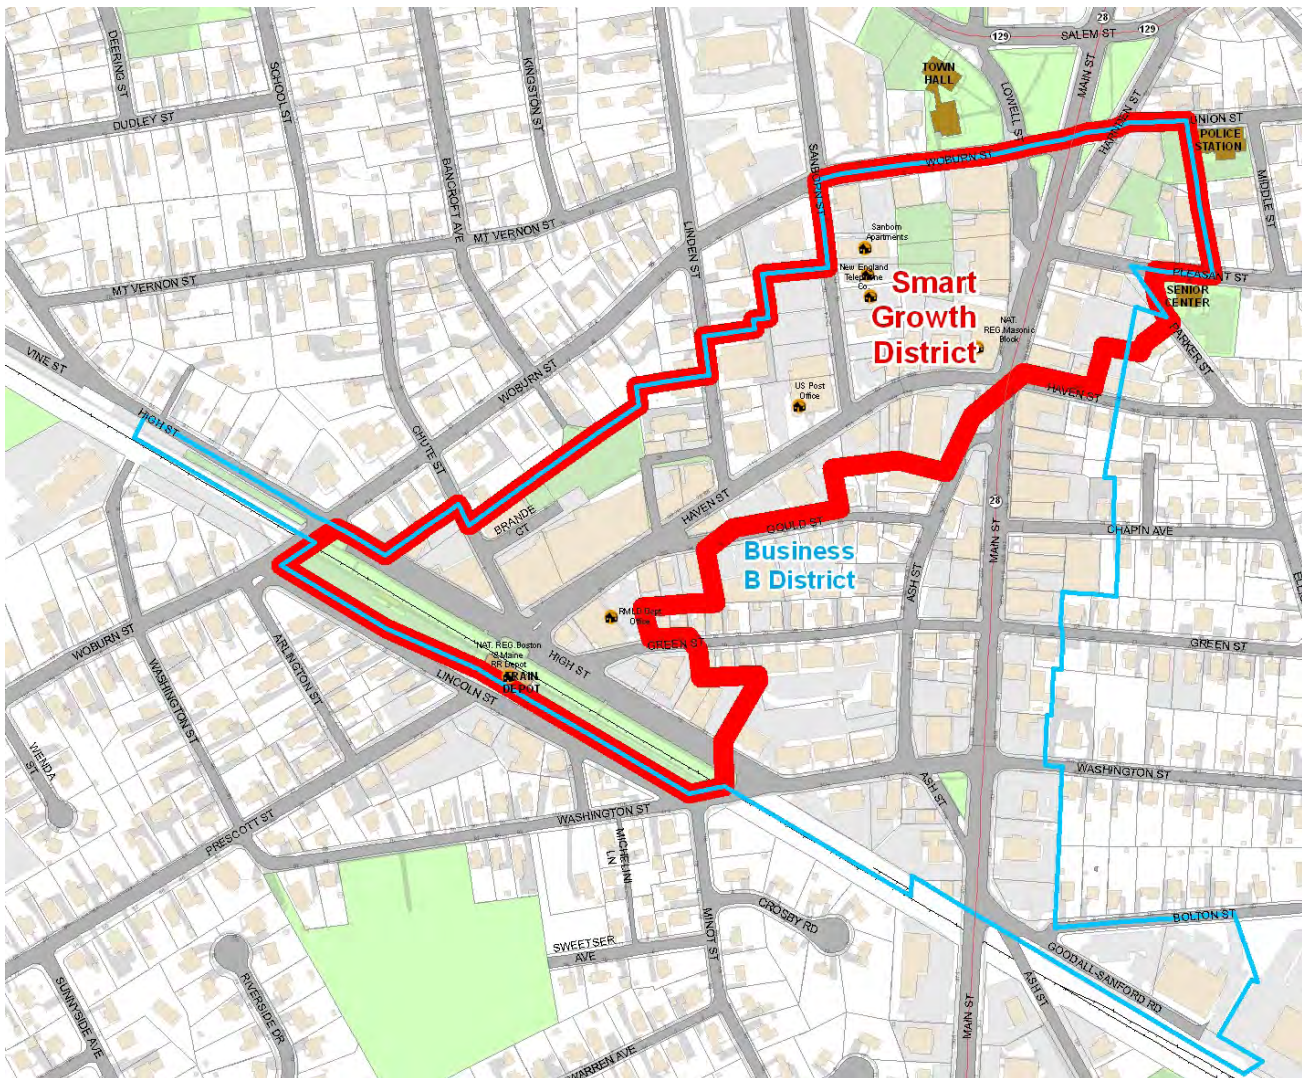 28
129
SALEM ST
129
DEERING ST
SCHOOL ST
KINGSTON ST
TOWN
HALL
LOWELL ST
MAIN ST
HARNDEN ST
DUDLEY ST
UNION ST
POLICE
STATION
BANCROFT AVE
SANBORN ST
WOBURN ST
MIDDLE ST
MT VERNON ST
LINDEN ST
Sanborn
Apartments
New England
Telephone
Co
PLEASANT ST
MT VERNON ST
SENIOR
CENTER
Smart
Growth
District
NAT.
REG.Masonic
Block
PARKER ST
VINE ST
WOBURN ST
US Post
Office
HAVEN ST
HIGH ST
CHUTE ST
BRANDE
CT
HAVEN ST
28
GOULD ST
CHAPIN AVE
MAIN ST
Business
B District
ASH ST
WOBURN ST
RMLD Dept
Office
GREEN ST
GREEN ST
ARLINGTON ST
WASHINGTON ST
NAT. REG.Boston
& Maine
RR Depot
TRAIN
DEPOT
HIGH ST
LINCOLN ST
WENDA
ST
WASHINGTON ST
ASH ST
PRESCOTT ST
WASHINGTON ST
MICHELINI
LN
MINOT ST
CROSBY RD
BOLTON ST
SWEETSER
AVE
GOODALL-SANFORD RD
SUNNYSIDE AVE
RIVERSIDE DR
MAIN ST
ASH ST
WARREN AVE